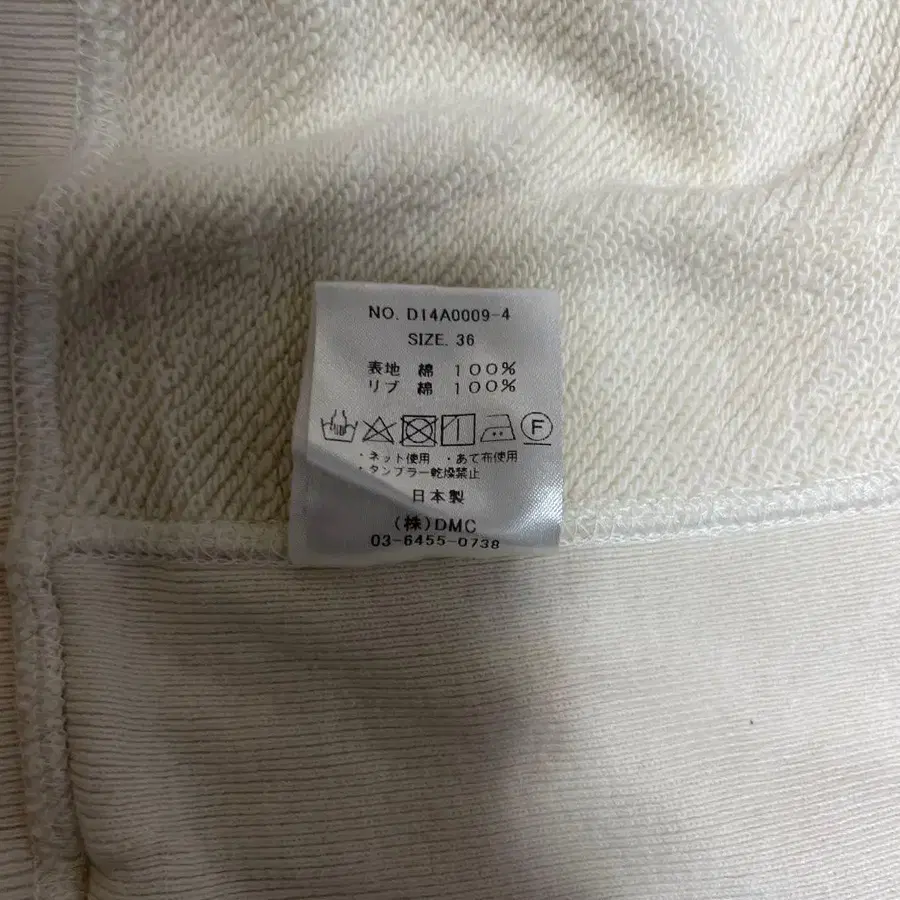 NO. D14A0009-4
SIZE. 36
表地 綿 100%
リブ 綿 100%
F
・ネット使用 ・あて布使用
・タンブラー乾燥禁止
日本製
(株)DMC
03-6455-0738